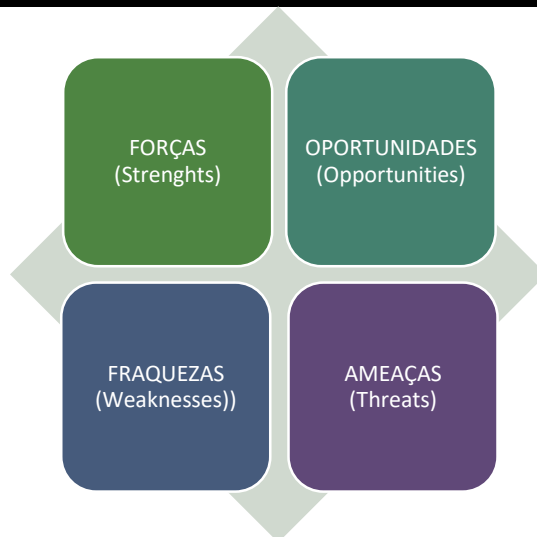 FORÇAS
(Strenghts)
OPORTUNIDADES
(Opportunities)
FRAQUEZAS
(Weaknesses))
AMEAÇAS
(Threats)